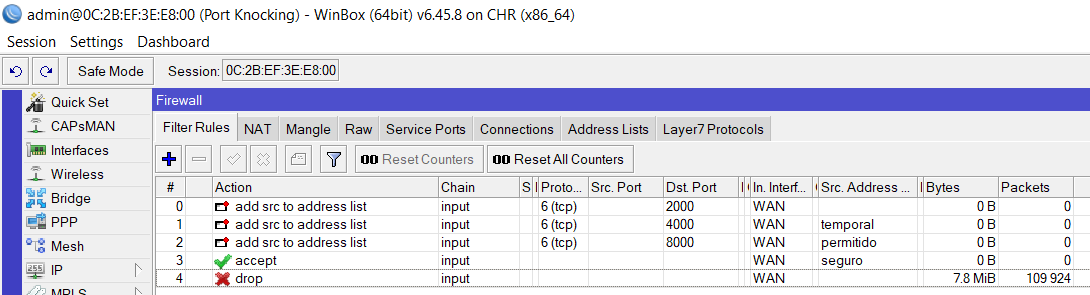 admin@0C:2B:EF:3E:E8:00 (Port Knocking) - WinBox (64bit) v6.45.8 on CHR (x86_64)
Session Settings Dashboard
Safe Mode Session: 0C:2B:EF:3E:E8:00
Quick Set
CAPsMAN
Interfaces
Wireless
Bridge
PPP
Mesh
IP
MPLS
Firewall
Filter Rules NAT Mangle Raw Service Ports Connections Address Lists Layer7 Protocols
00 Reset Counters 00 Reset All Counters
# Action Chain S Proto... Src. Port Dst. Port In. Interf... Src. Address ... Bytes Packets
0 add src to address list input 6 (tcp) 2000 WAN 0 B 0
1 add src to address list input 6 (tcp) 4000 WAN temporal 0 B 0
2 add src to address list input 6 (tcp) 8000 WAN permitido 0 B 0
3 accept input WAN seguro 0 B 0
4 drop input WAN 7.8 MiB 109 924